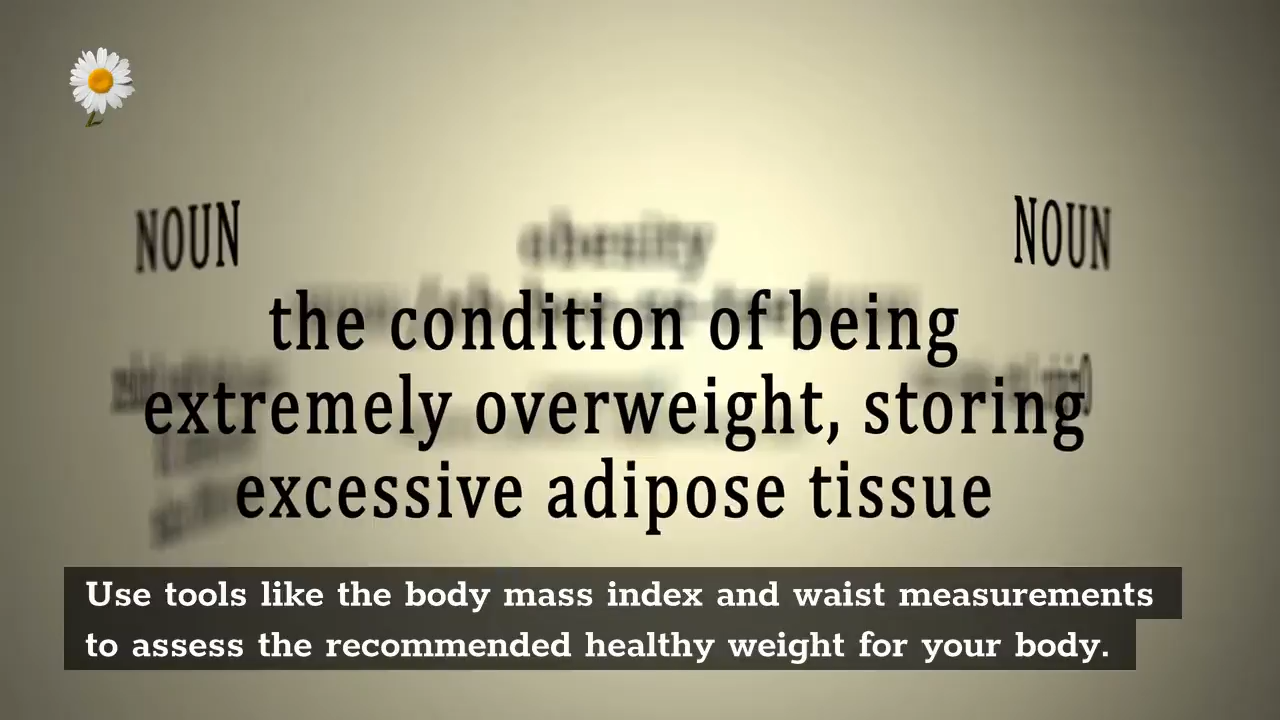 NOUN
NOUN
obesity
the condition of being
extremely overweight, storing
excessive adipose tissue
Use tools like the body mass index and waist measurements
to assess the recommended healthy weight for your body.